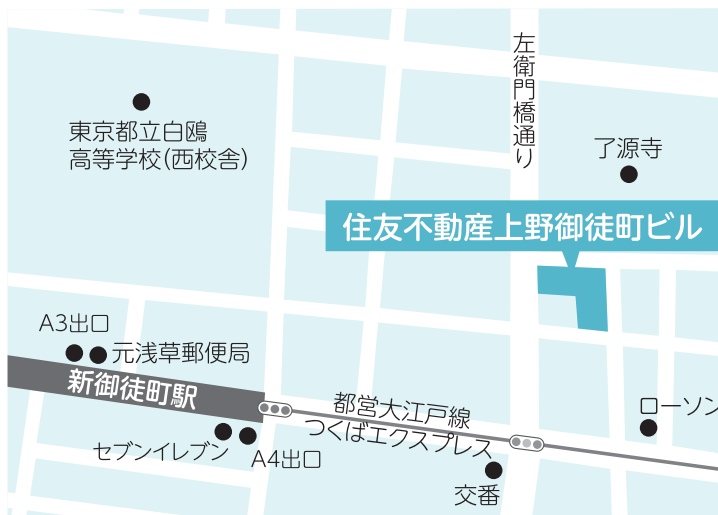 左衛門橋通り
東京都立白鴎
高等学校(西校舎)
了源寺
住友不動産上野御徒町ビル
A3出口
元浅草郵便局
新御徒町駅
都営大江戸線
つくばエクスプレス
ローソン
セブンイレブン
A4出口
交番